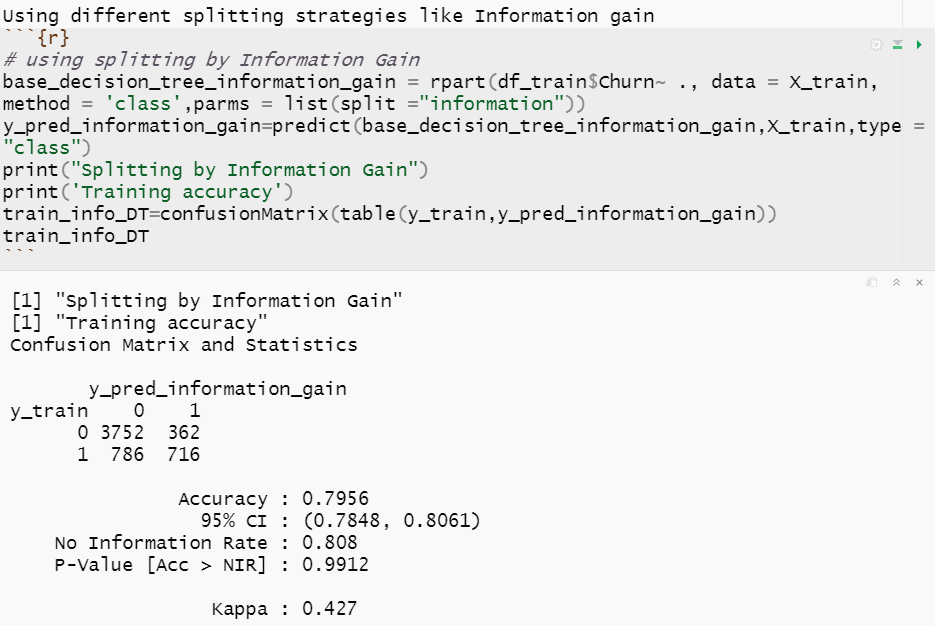 Using different splitting strategies like Information gain
```{r}
# using splitting by Information Gain
base_decision_tree_information_gain = rpart(df_train$Churn~ ., data = X_train,
method = 'class',parms = list(split ="information"))
y_pred_information_gain=predict(base_decision_tree_information_gain,X_train,type =
"class")
print("Splitting by Information Gain")
print('Training accuracy')
train_info_DT=confusionMatrix(table(y_train,y_pred_information_gain))
train_info_DT
```
[1] "Splitting by Information Gain"
[1] "Training accuracy"
Confusion Matrix and Statistics
y_pred_information_gain
y_train 0 1
0 3752 362
1 786 716
Accuracy : 0.7956
95% CI : (0.7848, 0.8061)
No Information Rate : 0.808
P-Value [Acc > NIR] : 0.9912
Kappa : 0.427